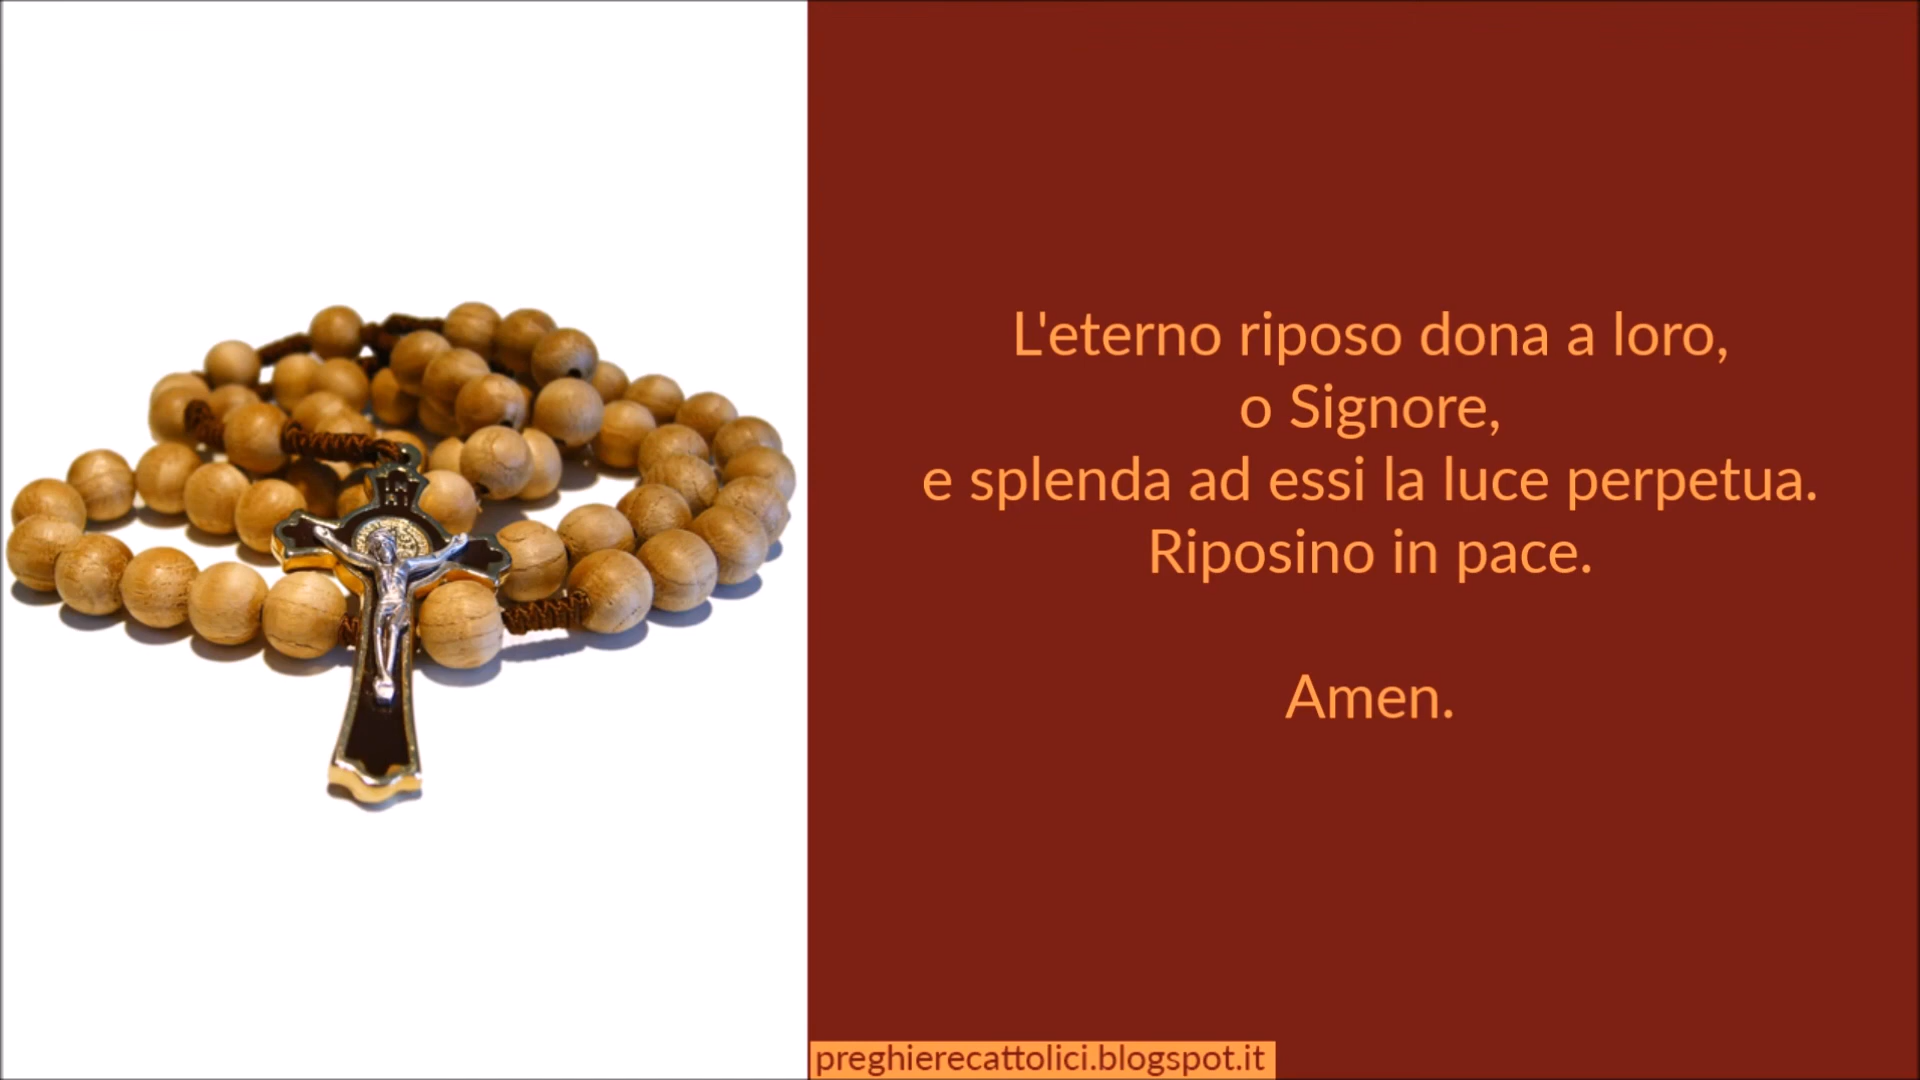 L'eterno riposo dona a loro,
o Signore,
e splenda ad essi la luce perpetua.
Riposino in pace.
Amen.
preghierecattolici.blogspot.it